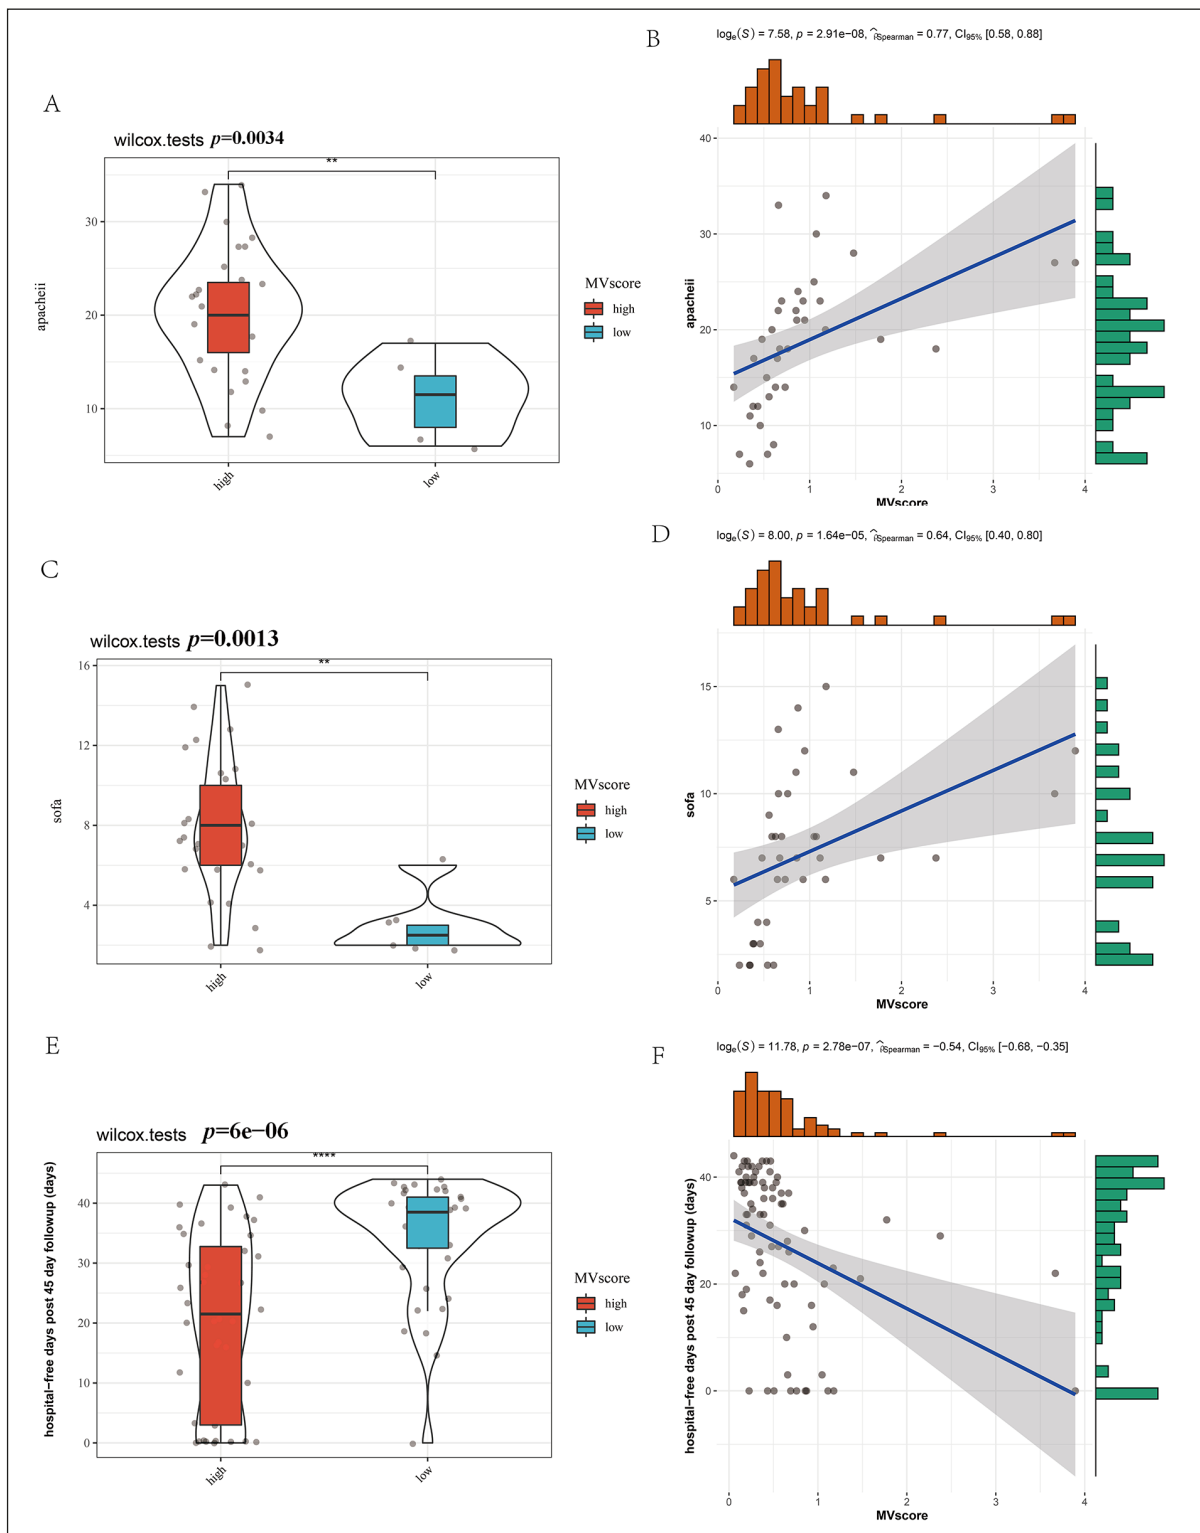 A
wilcox.tests p=0.0034
**
30
20
10
apacheii
high
low
MVscore
high
low
B
logₑ(S) = 7.58, p = 2.91e−08, r̂Spearman = 0.77, CI95% [0.58, 0.88]
40
30
20
10
apacheii
0 1 2 3 4
MVscore
C
wilcox.tests p=0.0013
**
16
12
8
4
sofa
high
low
MVscore
high
low
D
logₑ(S) = 8.00, p = 1.64e−05, r̂Spearman = 0.64, CI95% [0.40, 0.80]
15
10
5
sofa
0 1 2 3 4
MVscore
E
wilcox.tests p=6e−06
****
40
30
20
10
0
hospital−free days post 45 day followup (days)
high
low
MVscore
high
low
F
logₑ(S) = 11.78, p = 2.78e−07, r̂Spearman = −0.54, CI95% [−0.68, −0.35]
40
20
0
hospital−free days post 45 day followup (days)
0 1 2 3 4
MVscore